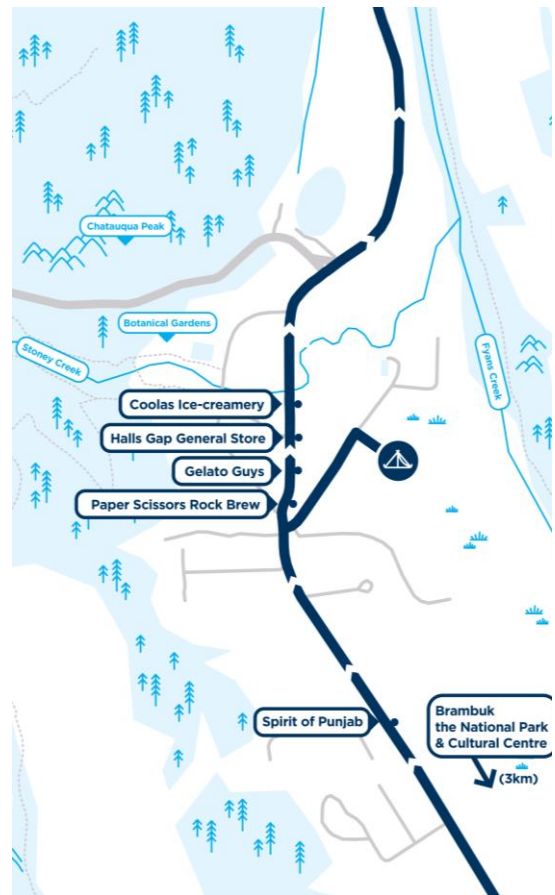 Chatauqua Peak
Botanical Gardens
Stoney Creek
Fyans Creek
Coolas Ice-creamery
Halls Gap General Store
Gelato Guys
Paper Scissors Rock Brew
Spirit of Punjab
Brambuk
the National Park
& Cultural Centre
(3km)